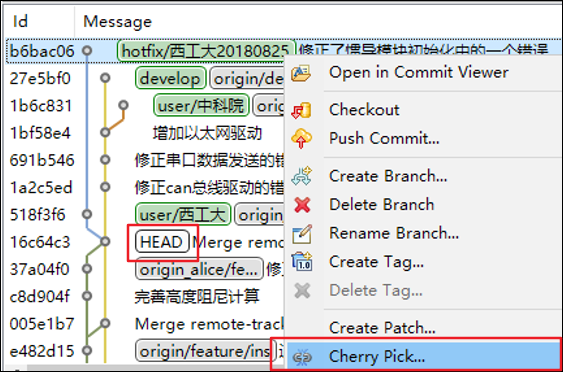 Id Message
b6bac06 hotfix/西工大20180825 修正了惯导模块初始化中的一个错误
27e5bf0 develop origin/de
1b6c831 user/中科院 or
1bf58e4 增加以太网驱动
691b546 修正串口数据发送的错
1a2c5ed 修正can总线驱动的错
518f3f6 user/西工大 origin
16c64c3 HEAD Merge remo
37a04f0 origin_alice/fe... 修
c8d904f 完善高度阻尼计算
005e1b7 Merge remote-track
e482d15 origin/feature/ins
Open in Commit Viewer
Checkout
Push Commit...
Create Branch...
Delete Branch
Rename Branch...
Create Tag...
Delete Tag...
Create Patch...
Cherry Pick...